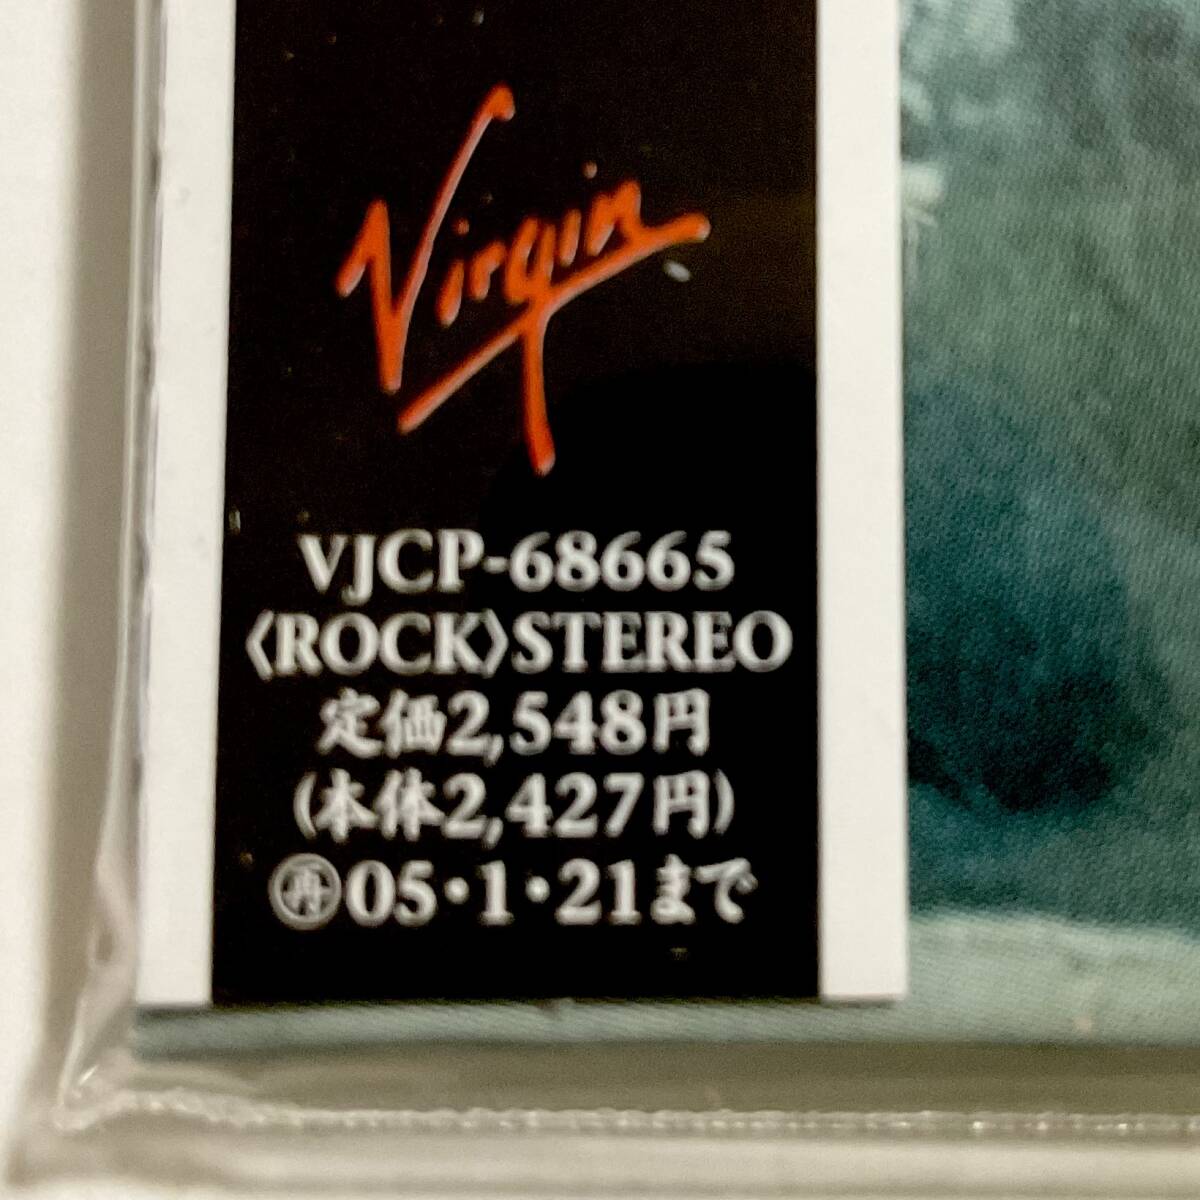 Virgin
VJCP-68665
〈ROCK〉STEREO
定価2,548円
(本体2,427円)
㊢05・1・21まで